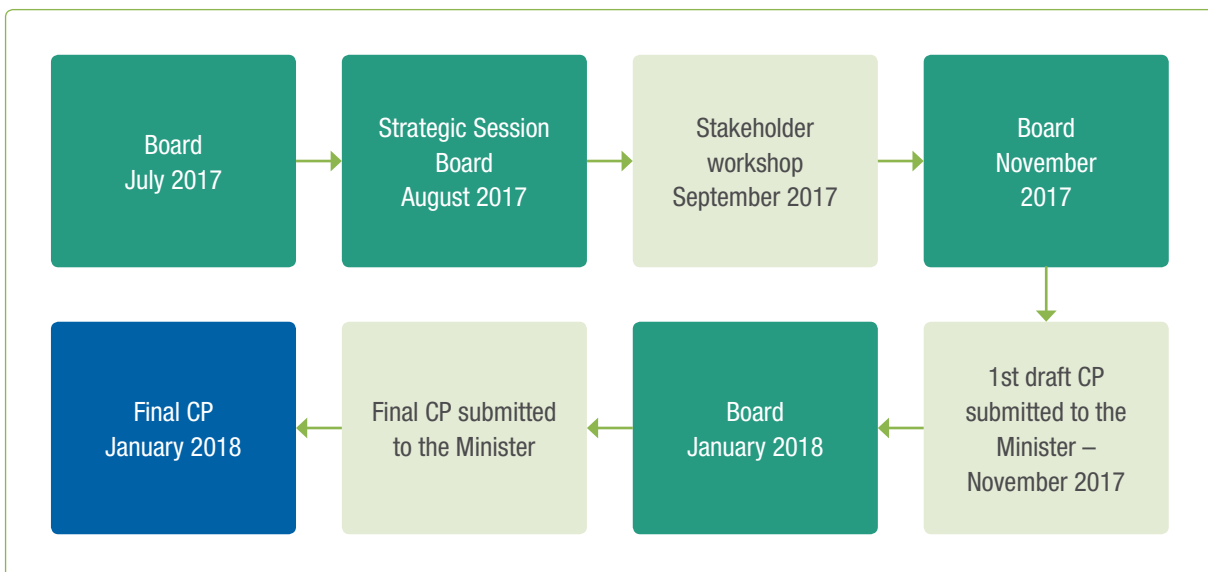 Board
July 2017
Strategic Session
Board
August 2017
Stakeholder
workshop
September 2017
Board
November
2017
1st draft CP
submitted to the
Minister –
November 2017
Board
January 2018
Final CP submitted
to the Minister
Final CP
January 2018